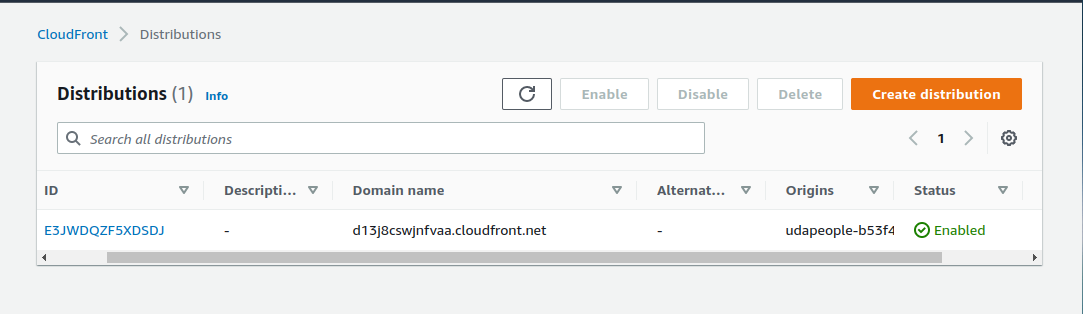 CloudFront > Distributions
Distributions (1) Info
Enable Disable Delete Create distribution
Search all distributions
1
ID Descripti... Domain name Alternat... Origins Status
E3JWDQZF5XDSDJ - d13j8cswjnfvaa.cloudfront.net - udapeople-b53f4 Enabled